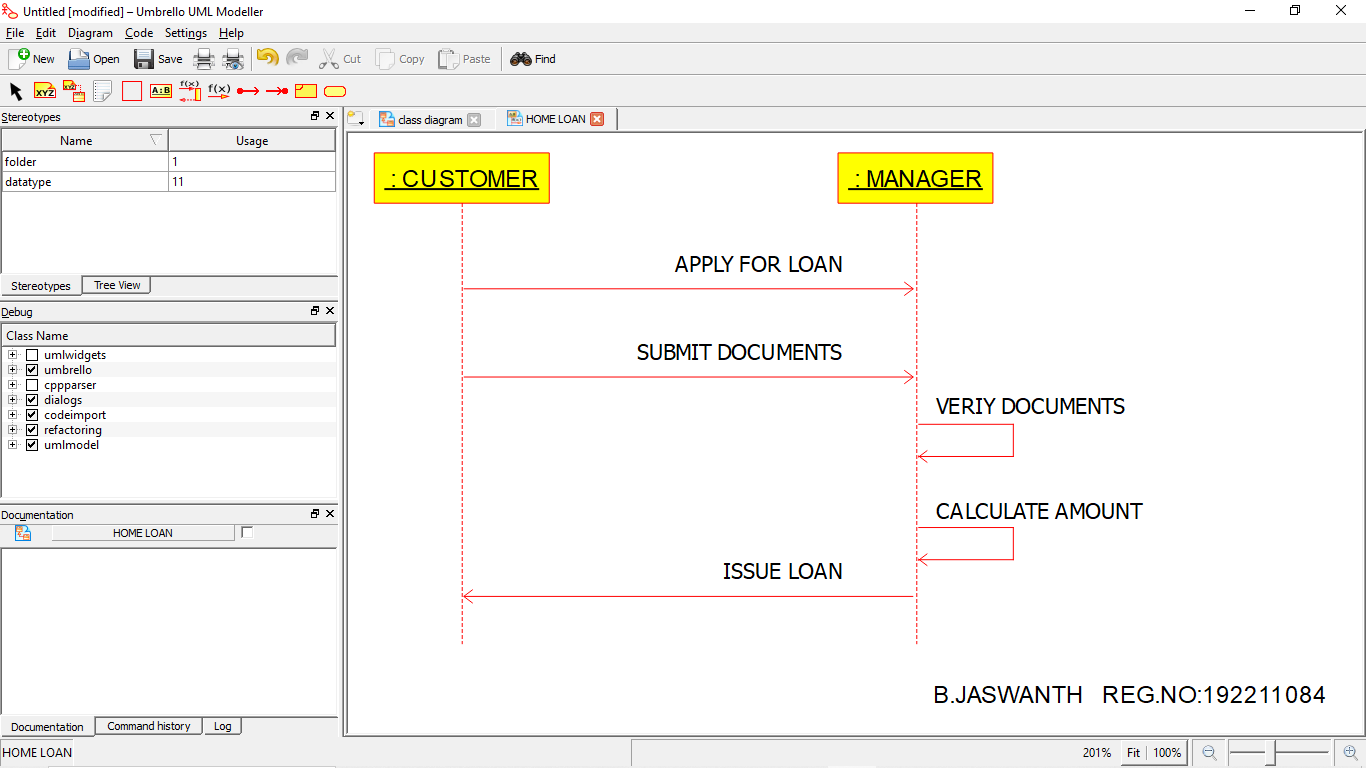 Untitled [modified] – Umbrello UML Modeller
File Edit Diagram Code Settings Help
New Open Save Cut Copy Paste Find
XYZ XYZ A:B f(x) f(x)
Stereotypes
Name Usage
folder 1
datatype 11
Stereotypes Tree View
Debug
Class Name
umlwidgets
umbrello
cppparser
dialogs
codeimport
refactoring
umlmodel
Documentation
HOME LOAN
Documentation Command history Log
class diagram HOME LOAN
: CUSTOMER : MANAGER
APPLY FOR LOAN
SUBMIT DOCUMENTS
VERIY DOCUMENTS
CALCULATE AMOUNT
ISSUE LOAN
B.JASWANTH REG.NO:192211084
HOME LOAN 201% Fit 100%